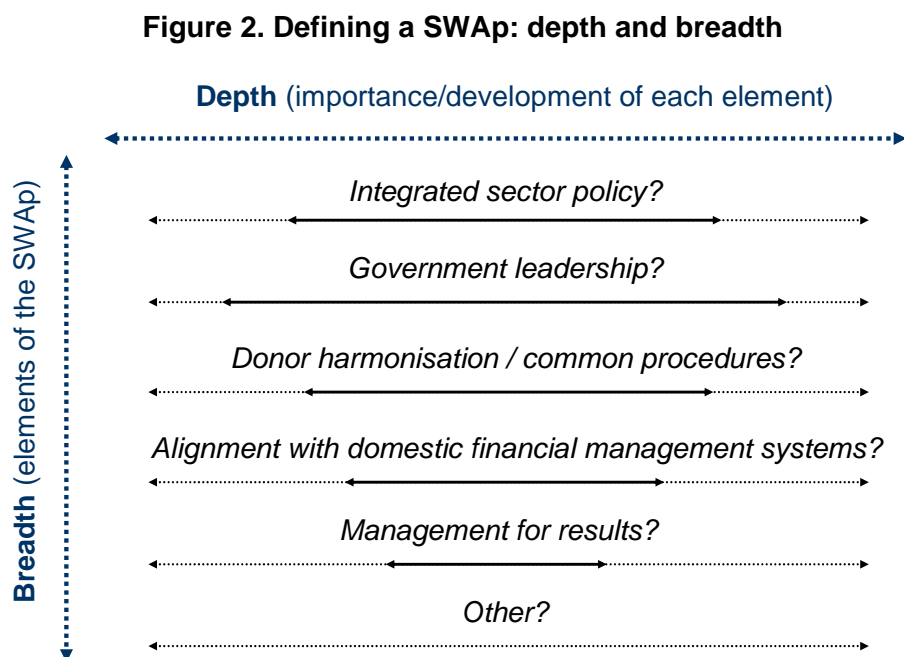 Figure 2. Defining a SWAp: depth and breadth
Depth (importance/development of each element)
Breadth (elements of the SWAp)
Integrated sector policy?
Government leadership?
Donor harmonisation / common procedures?
Alignment with domestic financial management systems?
Management for results?
Other?